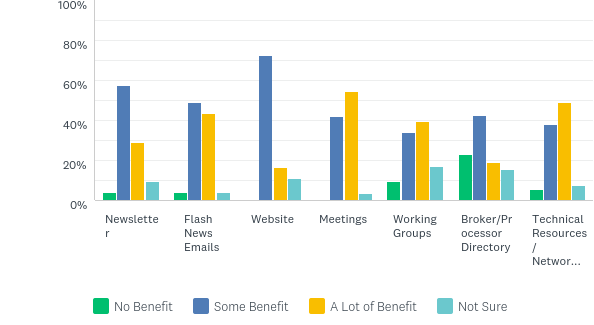 100%
80%
60%
40%
20%
0%
Newslette
r
Flash
News
Emails
Website
Meetings
Working
Groups
Broker/Pr
ocessor
Directory
Technical
Resources
/
Networ...
No Benefit
Some Benefit
A Lot of Benefit
Not Sure